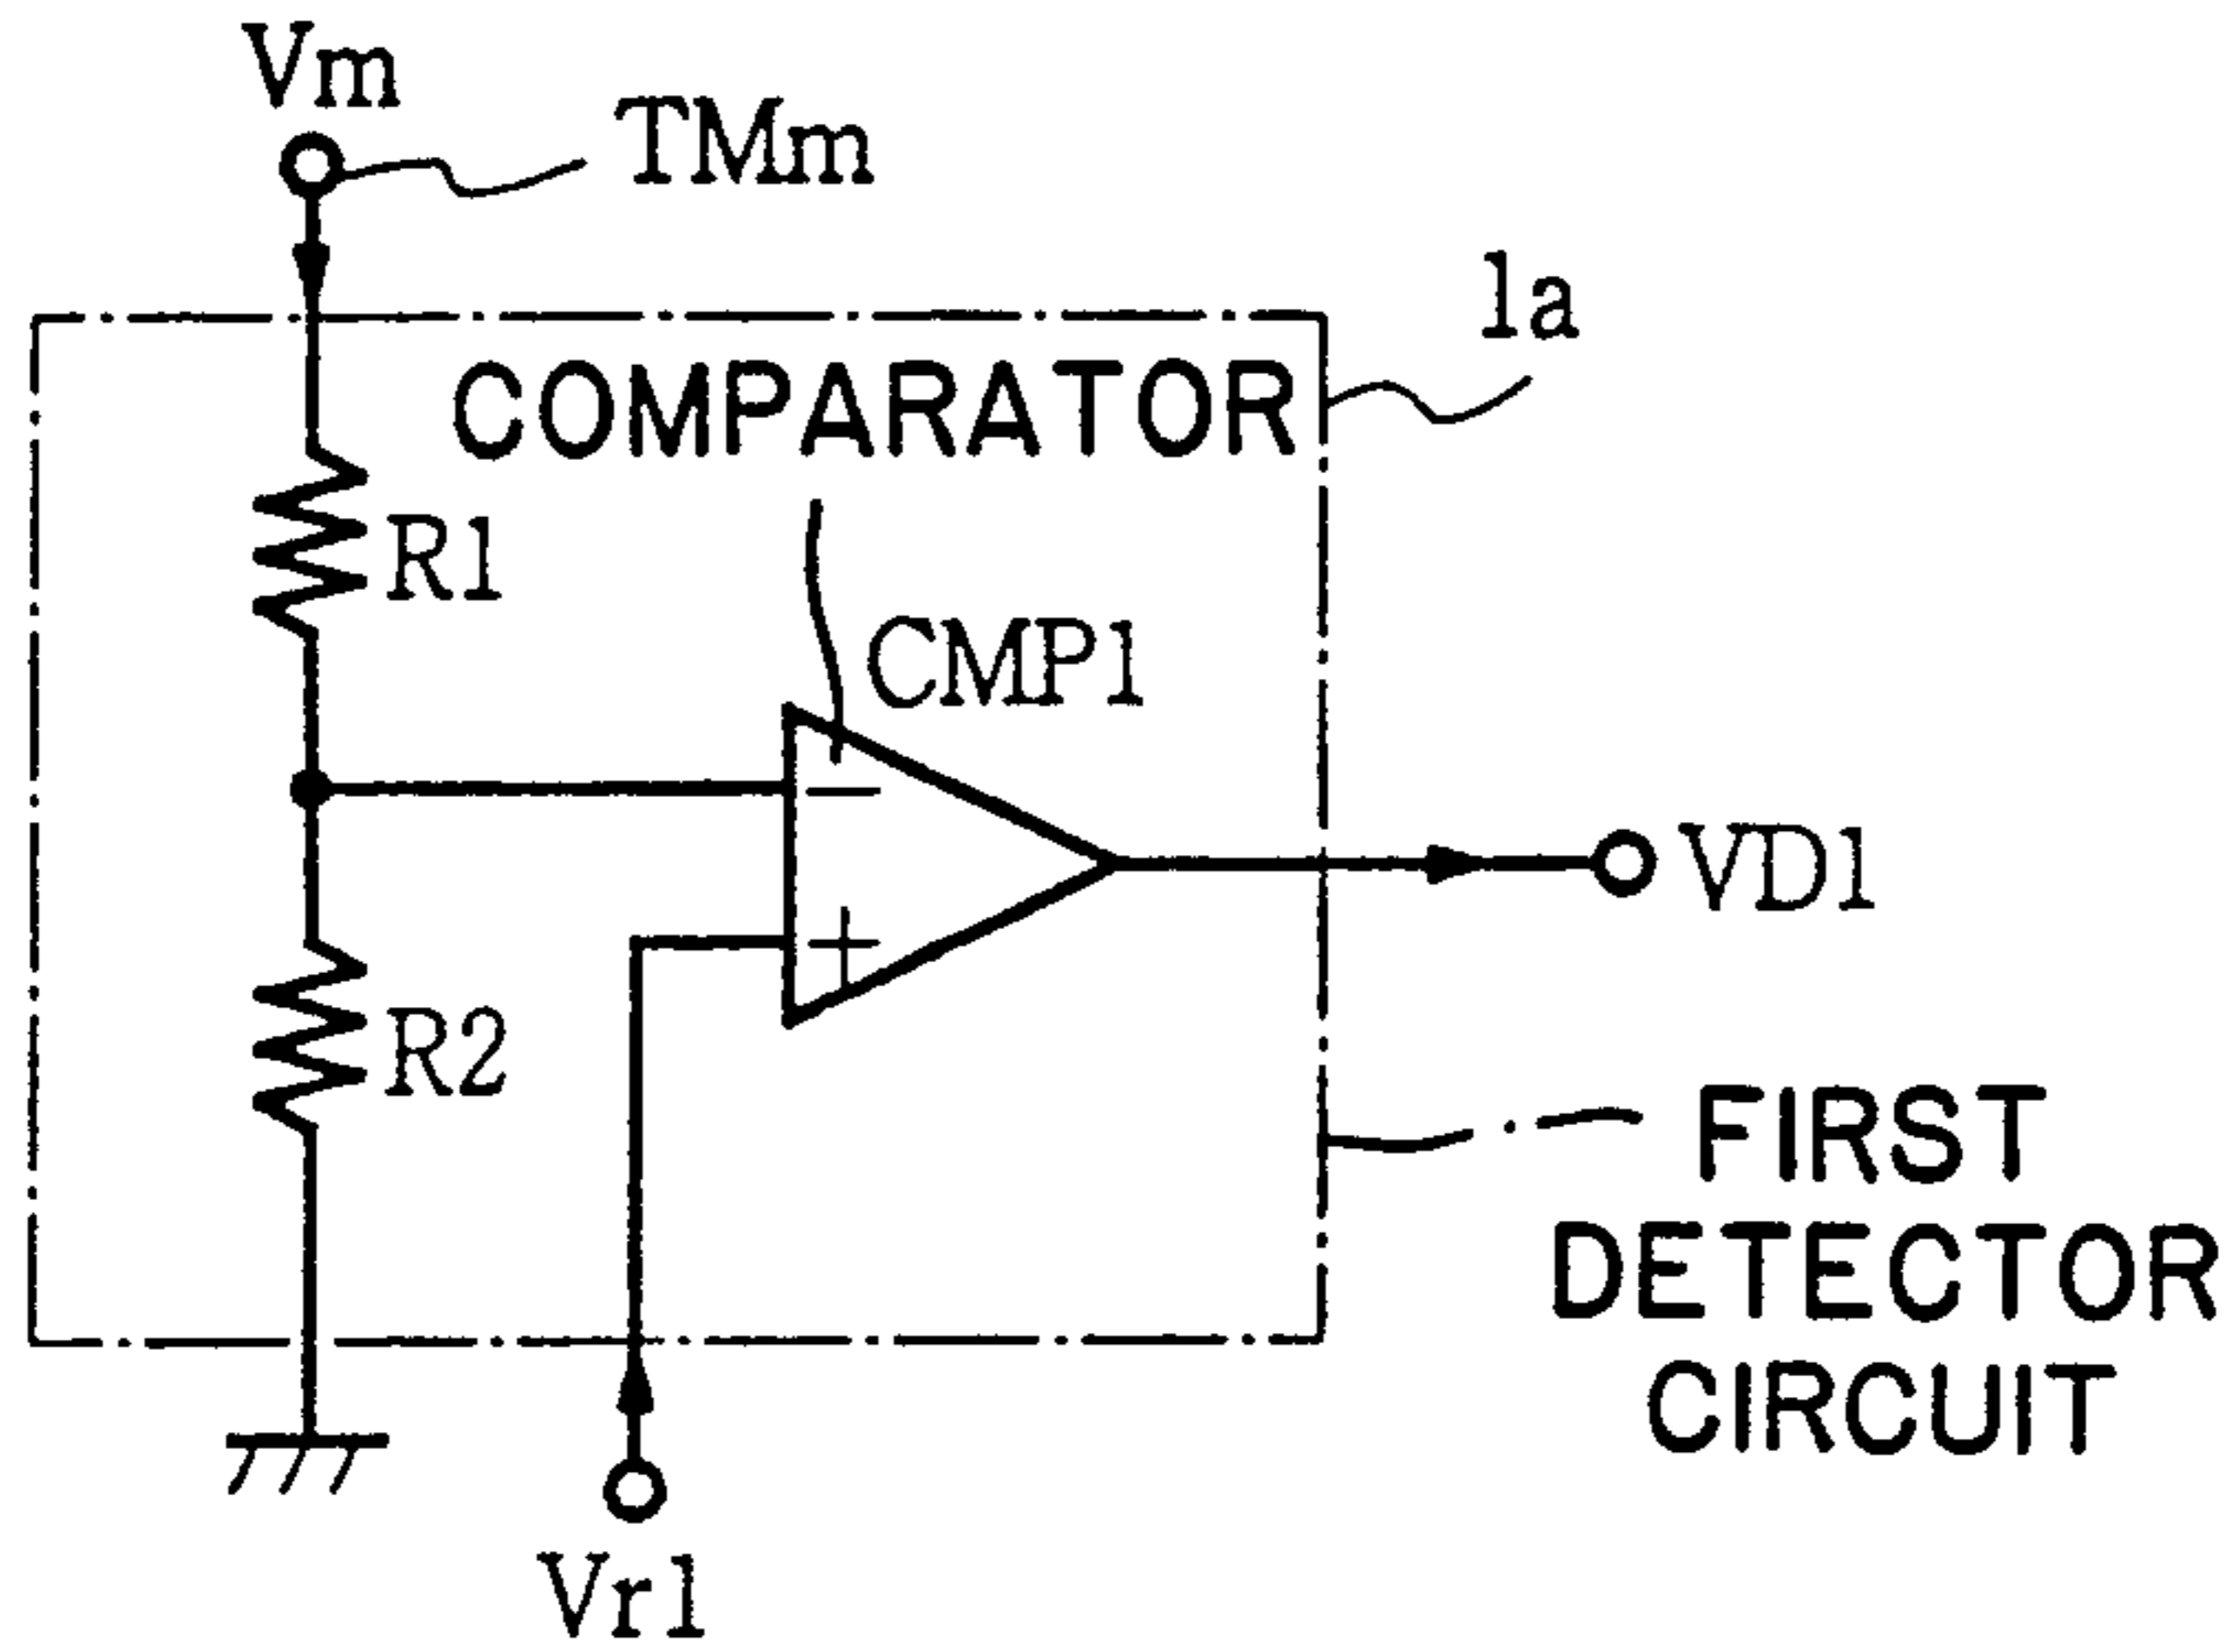 Vm
TMm
1a
COMPARATOR
R1
CMP1
−
VD1
+
R2
FIRST
DETECTOR
CIRCUIT
Vr1